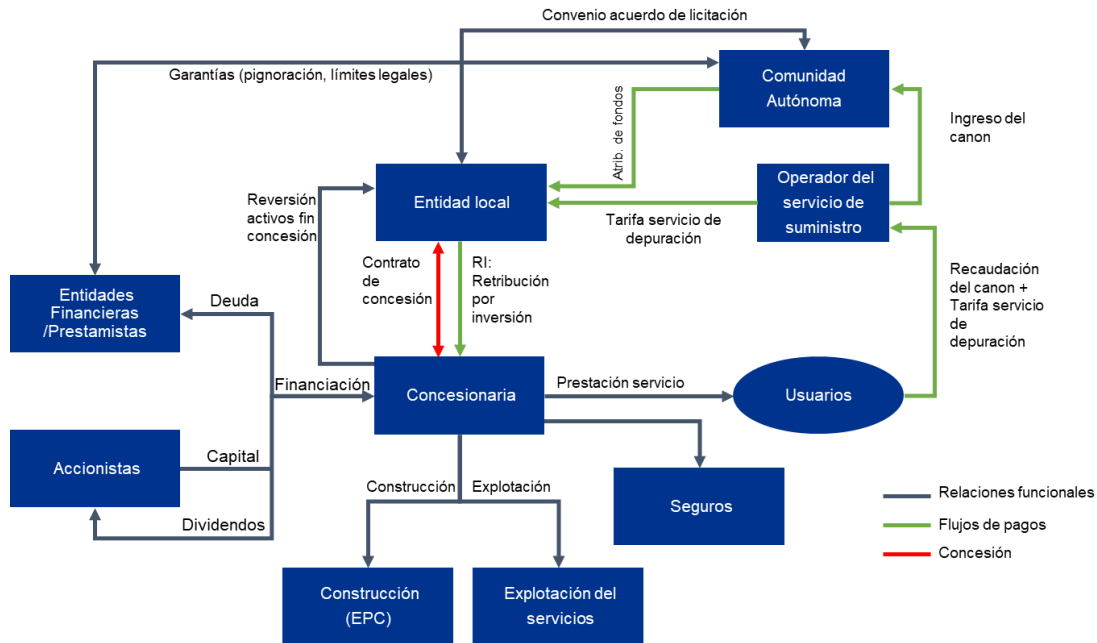 Convenio acuerdo de licitación
Garantías (pignoración, límites legales)
Comunidad
Autónoma
Atrib. de fondos
Ingreso del
canon
Reversión
activos fin
concesión
Entidad local
Operador del
servicio de
suministro
Tarifa servicio de
depuración
Contrato
de
concesión
RI:
Retribución
por
inversión
Recaudación
del canon +
Tarifa servicio
de
depuración
Entidades
Financieras
/Prestamistas
Deuda
Financiación
Concesionaria
Prestación servicio
Usuarios
Accionistas
Capital
Dividendos
Construcción
Explotación
Seguros
Relaciones funcionales
Flujos de pagos
Concesión
Construcción
(EPC)
Explotación del
servicios